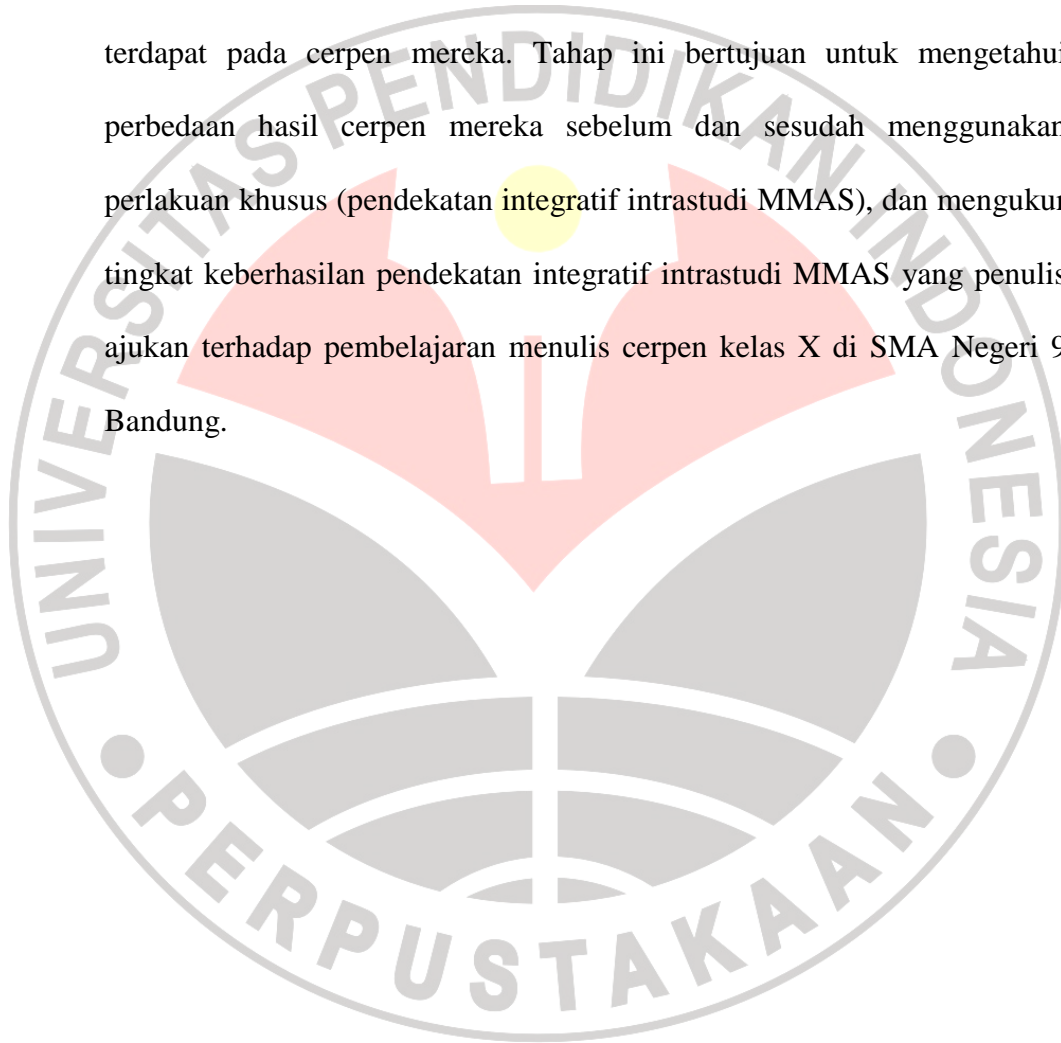 terdapat pada cerpen mereka. Tahap ini bertujuan untuk mengetahui
perbedaan hasil cerpen mereka sebelum dan sesudah menggunakan
perlakuan khusus (pendekatan integratif intrastudi MMAS), dan mengukur
tingkat keberhasilan pendekatan integratif intrastudi MMAS yang penulis
ajukan terhadap pembelajaran menulis cerpen kelas X di SMA Negeri 9
Bandung.
UNIVERSITAS PENDIDIKAN INDONESIA
PERPUSTAKAAN